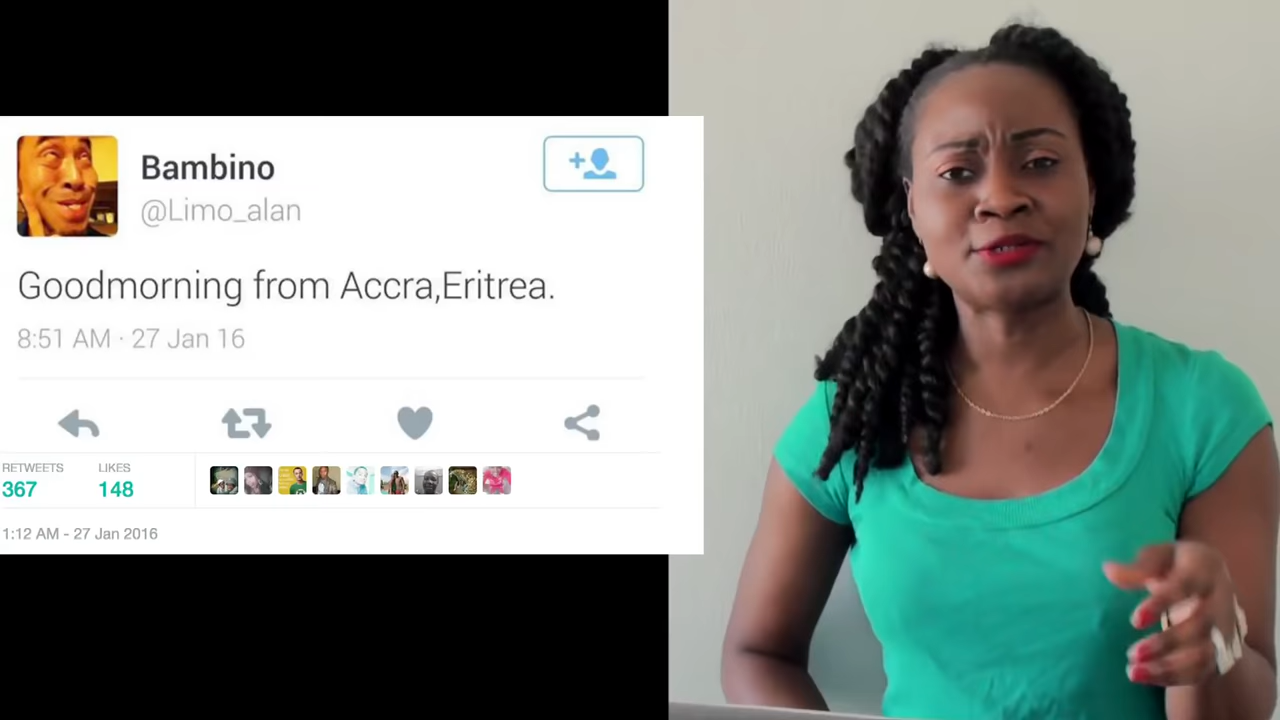 Bambino
@Limo_alan
Goodmorning from Accra,Eritrea.
8:51 AM · 27 Jan 16
RETWEETS LIKES
367 148
1:12 AM - 27 Jan 2016